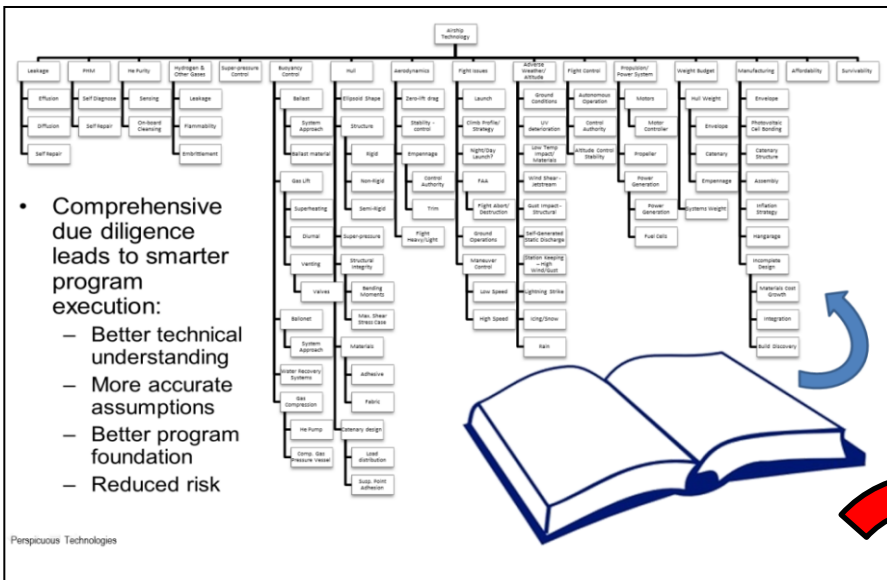 Airship
Technology
Leakage
Effusion
Diffusion
Self Repair
PHM
Self Diagnose
Self Repair
He Purity
Sensing
On-board
Cleansing
Hydrogen &
Other Gases
Leakage
Flammability
Embrittlement
Super-pressure
Control
Buoyancy
Control
Ballast
System
Approach
Ballast material
Gas Lift
Superheating
Diurnal
Venting
Valves
Ballonet
System
Approach
Water Recovery
Systems
Gas
Compression
He Pump
Comp. Gas
Pressure Vessel
Hull
Ellipsoid Shape
Structure
Rigid
Non-Rigid
Semi-Rigid
Super-pressure
Structural
Integrity
Bending
Moments
Max. Shear
Stress Case
Materials
Adhesive
Fabric
Catenary design
Load
distribution
Susp. Point
Adhesion
Aerodynamics
Zero-lift drag
Stability -
control
Empennage
Control
Authority
Trim
Flight
Heavy/Light
Flight Issues
Launch
Climb Profile/
Strategy
Night/Day
Launch?
FAA
Flight Abort/
Destruction
Ground
Operations
Maneuver
Control
Low Speed
High Speed
Adverse
Weather/
Altitude
Ground
Conditions
UV
deterioration
Low Temp
Impact/
Materials
Wind Shear -
Jetstream
Gust Impact -
Structural
Self-Generated
Static Discharge
Station Keeping
– High
Wind/Gust
Lightning Strike
Icing/Snow
Rain
Flight Control
Autonomous
Operation
Control
Authority
Altitude Control
Stability
Propulsion/
Power System
Motors
Motor
Controller
Propeller
Power
Generation
Power
Generation
Fuel Cells
Weight Budget
Hull Weight
Envelope
Catenary
Empennage
Systems Weight
Manufacturing
Envelope
Photovoltaic
Cell Bonding
Catenary
Structure
Assembly
Inflation
Strategy
Hangarage
Incomplete
Design
Materials Cost
Growth
Integration
Build Discovery
Affordability
Survivability
• Comprehensive
due diligence
leads to smarter
program
execution:
– Better technical
understanding
– More accurate
assumptions
– Better program
foundation
– Reduced risk
Perspicuous Technologies